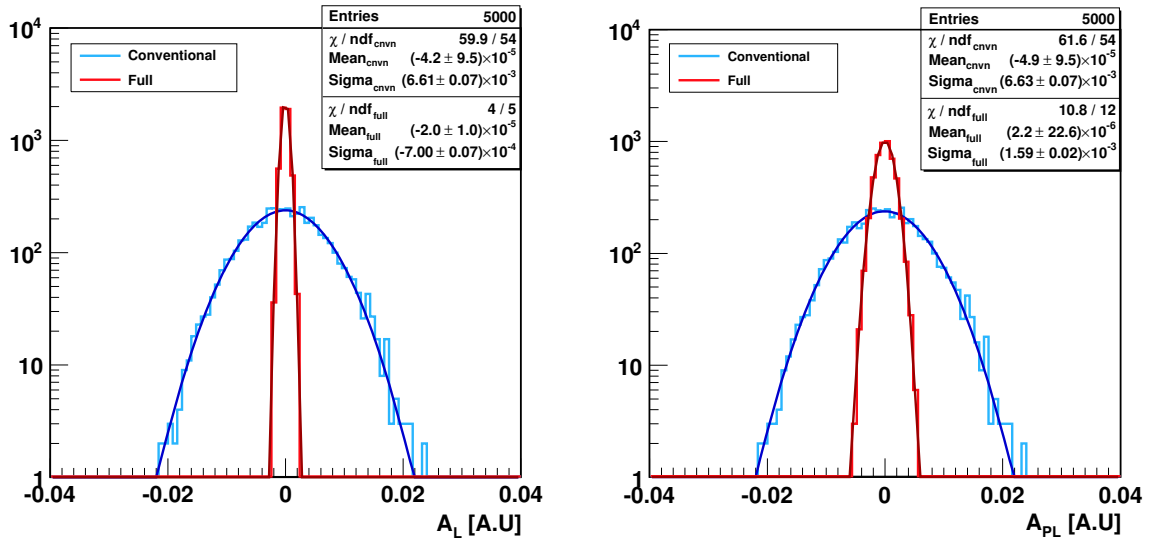 Entries 5000
χ / ndf_cnvn 59.9 / 54
Mean_cnvn (-4.2 ± 9.5)×10^-5
Sigma_cnvn (6.61 ± 0.07)×10^-3
χ / ndf_full 4 / 5
Mean_full (-2.0 ± 1.0)×10^-5
Sigma_full (-7.00 ± 0.07)×10^-4
Conventional
Full
10^4
10^3
10^2
10
1
-0.04 -0.02 0 0.02 0.04
A_L [A.U]
Entries 5000
χ / ndf_cnvn 61.6 / 54
Mean_cnvn (-4.9 ± 9.5)×10^-5
Sigma_cnvn (6.63 ± 0.07)×10^-3
χ / ndf_full 10.8 / 12
Mean_full (2.2 ± 22.6)×10^-6
Sigma_full (1.59 ± 0.02)×10^-3
Conventional
Full
10^4
10^3
10^2
10
1
-0.04 -0.02 0 0.02 0.04
A_PL [A.U]